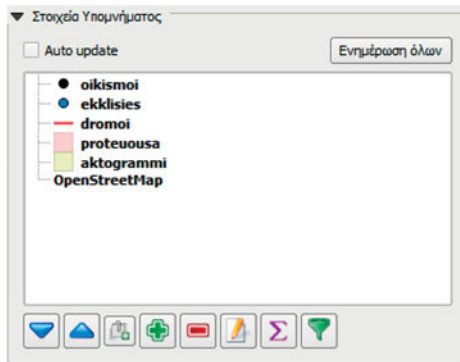 Στοιχεία Υπομνήματος
Auto update Ενημέρωση όλων
oikismoi
ekklisies
dromoi
proteuousa
aktogrammi
OpenStreetMap
Σ